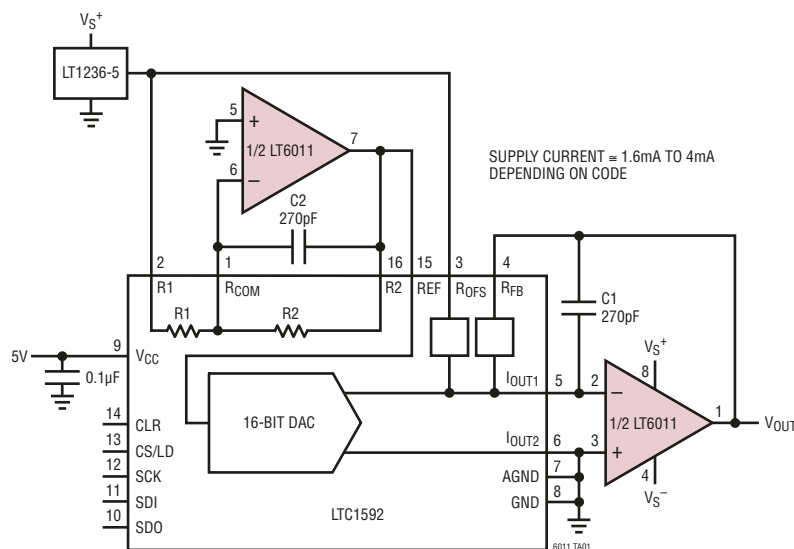 VS+
LT1236-5
5
+
1/2 LT6011
7
6
–
C2
270pF
SUPPLY CURRENT ≅ 1.6mA TO 4mA
DEPENDING ON CODE
2
1
16
15
3
4
R1
RCOM
R2
REF
ROFS
RFB
R1
R2
C1
270pF
5V
9
VCC
0.1µF
16-BIT DAC
IOUT1
5
2
–
VS+
8
1/2 LT6011
1
VOUT
IOUT2
6
3
+
4
VS–
14
CLR
13
CS/LD
12
SCK
11
SDI
10
SDO
AGND
7
GND
8
LTC1592
6011 TA01